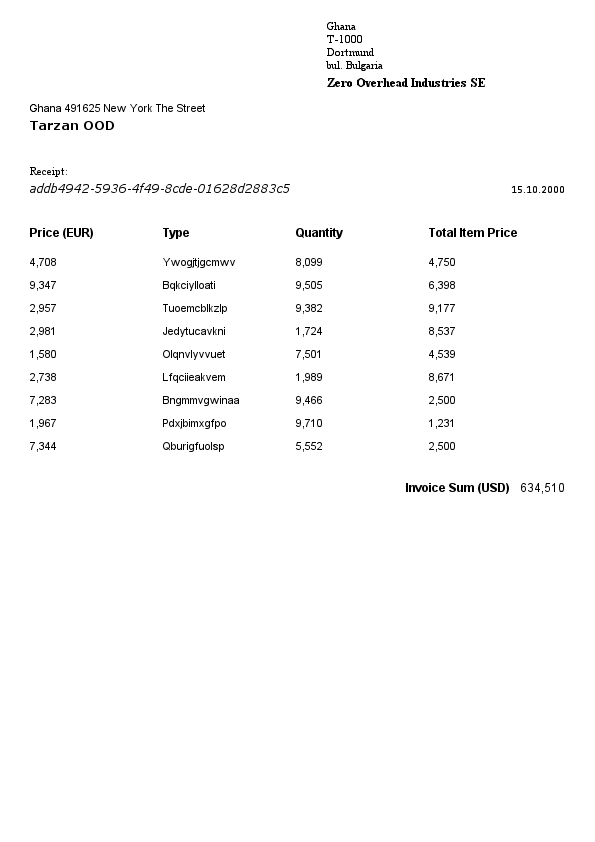 Ghana
T-1000
Dortmund
bul. Bulgaria
Zero Overhead Industries SE
Ghana 491625 New York The Street
Tarzan OOD
Receipt:
addb4942-5936-4f49-8cde-01628d2883c5 15.10.2000
Price (EUR) Type Quantity Total Item Price
4,708 Ywogjtjgcmwv 8,099 4,750
9,347 Bqkciylloati 9,505 6,398
2,957 Tuoemcblkzlp 9,382 9,177
2,981 Jedytucavkni 1,724 8,537
1,580 Olqnvlyvvuet 7,501 4,539
2,738 Lfqciieakvem 1,989 8,671
7,283 Bngmmvgwinaa 9,466 2,500
1,967 Pdxjbimxgfpo 9,710 1,231
7,344 Qburigfuolsp 5,552 2,500
Invoice Sum (USD) 634,510